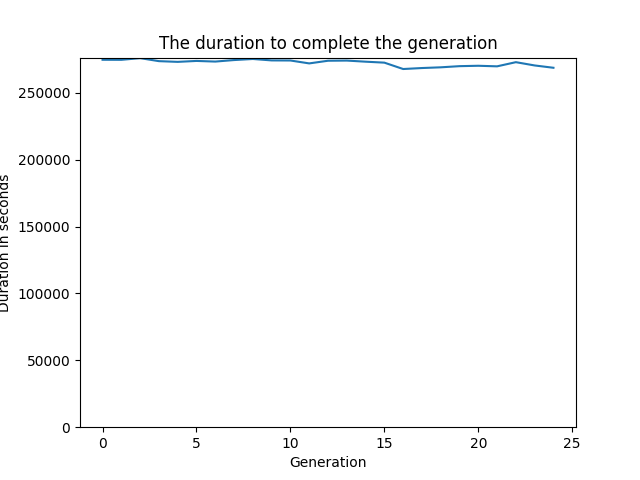 The duration to complete the generation
250000
200000
150000
100000
50000
0
Duration in seconds
0 5 10 15 20 25
Generation